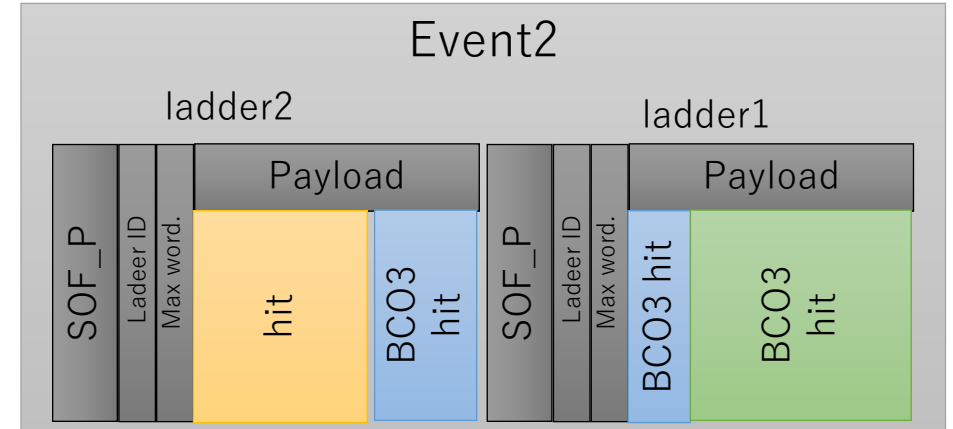 Event2
ladder2
SOF_P
Ladeer ID
Max word.
Payload
hit
BCO3
hit
ladder1
SOF_P
Ladeer ID
Max word.
Payload
BCO3 hit
BCO3
hit